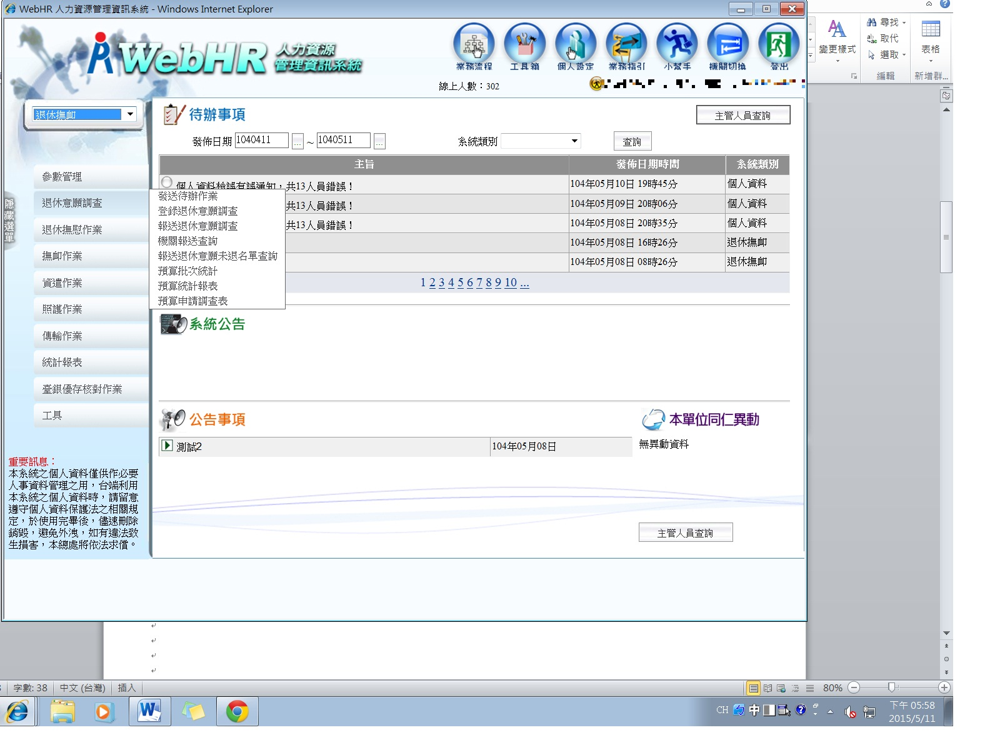 WebHR 人力資源管理資訊系統 - Windows Internet Explorer
WebHR 人力資源
管理資訊系統
業務流程 工具箱 個人設定 業務指引 小幫手 機關切換 登出
線上人數：302
尋找
取代
選取
編輯
變更樣式
表格
新增群...
退休撫卹
隱藏選單
參數管理
退休意願調查
退休撫慰作業
撫卹作業
資遣作業
照護作業
傳輸作業
統計報表
臺銀優存核對作業
工具
重要訊息：
本系統之個人資料僅供作必要
人事資料管理之用，台端利用
本系統之個人資料時，請留意
遵守個人資料保護法之相關規
定，於使用完畢後，儘速刪除
銷毀，避免外洩，如有違法致
生損害，本總處將依法求償。
待辦事項
主管人員查詢
發佈日期 1040411 ... ~ 1040511 ... 系統類別 查詢
主旨 發佈日期時間 系統類別
個人資料檢誤有誤通知，共13人員錯誤！ 104年05月10日 19時45分 個人資料
共13人員錯誤！ 104年05月09日 20時06分 個人資料
共13人員錯誤！ 104年05月08日 20時35分 個人資料
104年05月08日 16時26分 退休撫卹
104年05月08日 08時26分 退休撫卹
發送待辦作業
登錄退休意願調查
報送退休意願調查
機關報送查詢
報送退休意願未退名單查詢
預算批次統計
預算統計報表
預算申請調查表
1 2 3 4 5 6 7 8 9 10 ...
系統公告
公告事項
測試2 104年05月08日
本單位同仁異動
無異動資料
主管人員查詢
字數: 38 中文 (台灣) 插入
80%
CH 中
下午 05:58
2015/5/11